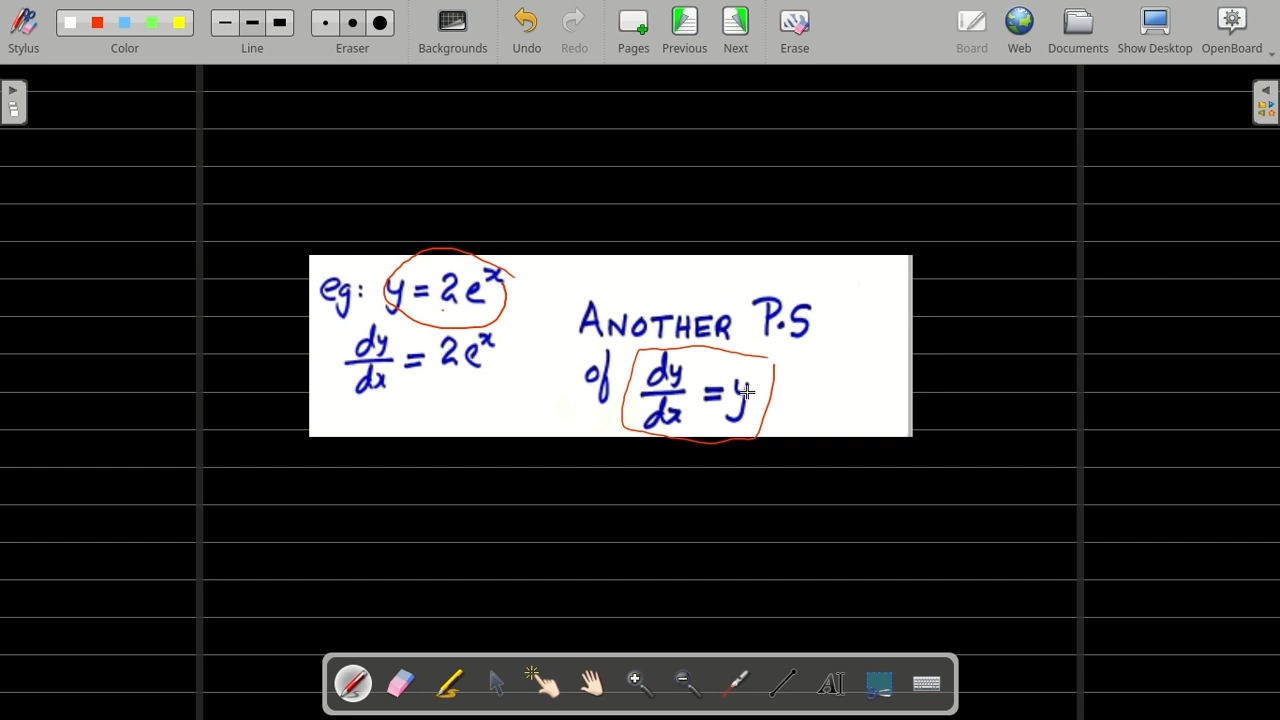 Stylus Color Line Eraser Backgrounds Undo Redo Pages Previous Next Erase Board Web Documents Show Desktop OpenBoard
eg: y = 2e^x
dy/dx = 2e^x
ANOTHER P.S
of dy/dx = y